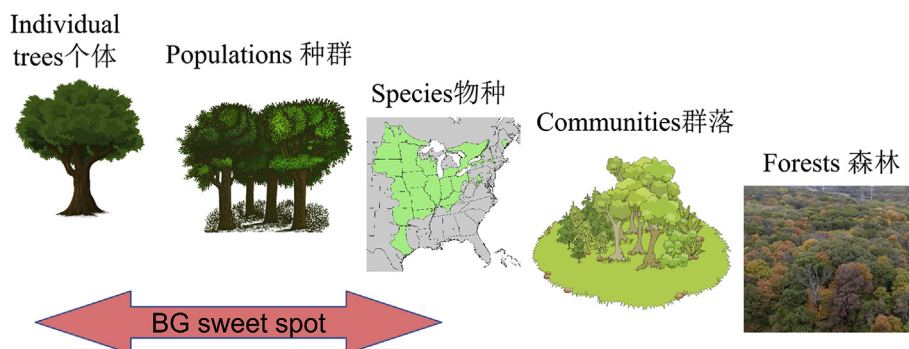 Individual
trees个体
Populations 种群
Species物种
Communities群落
Forests 森林
BG sweet spot